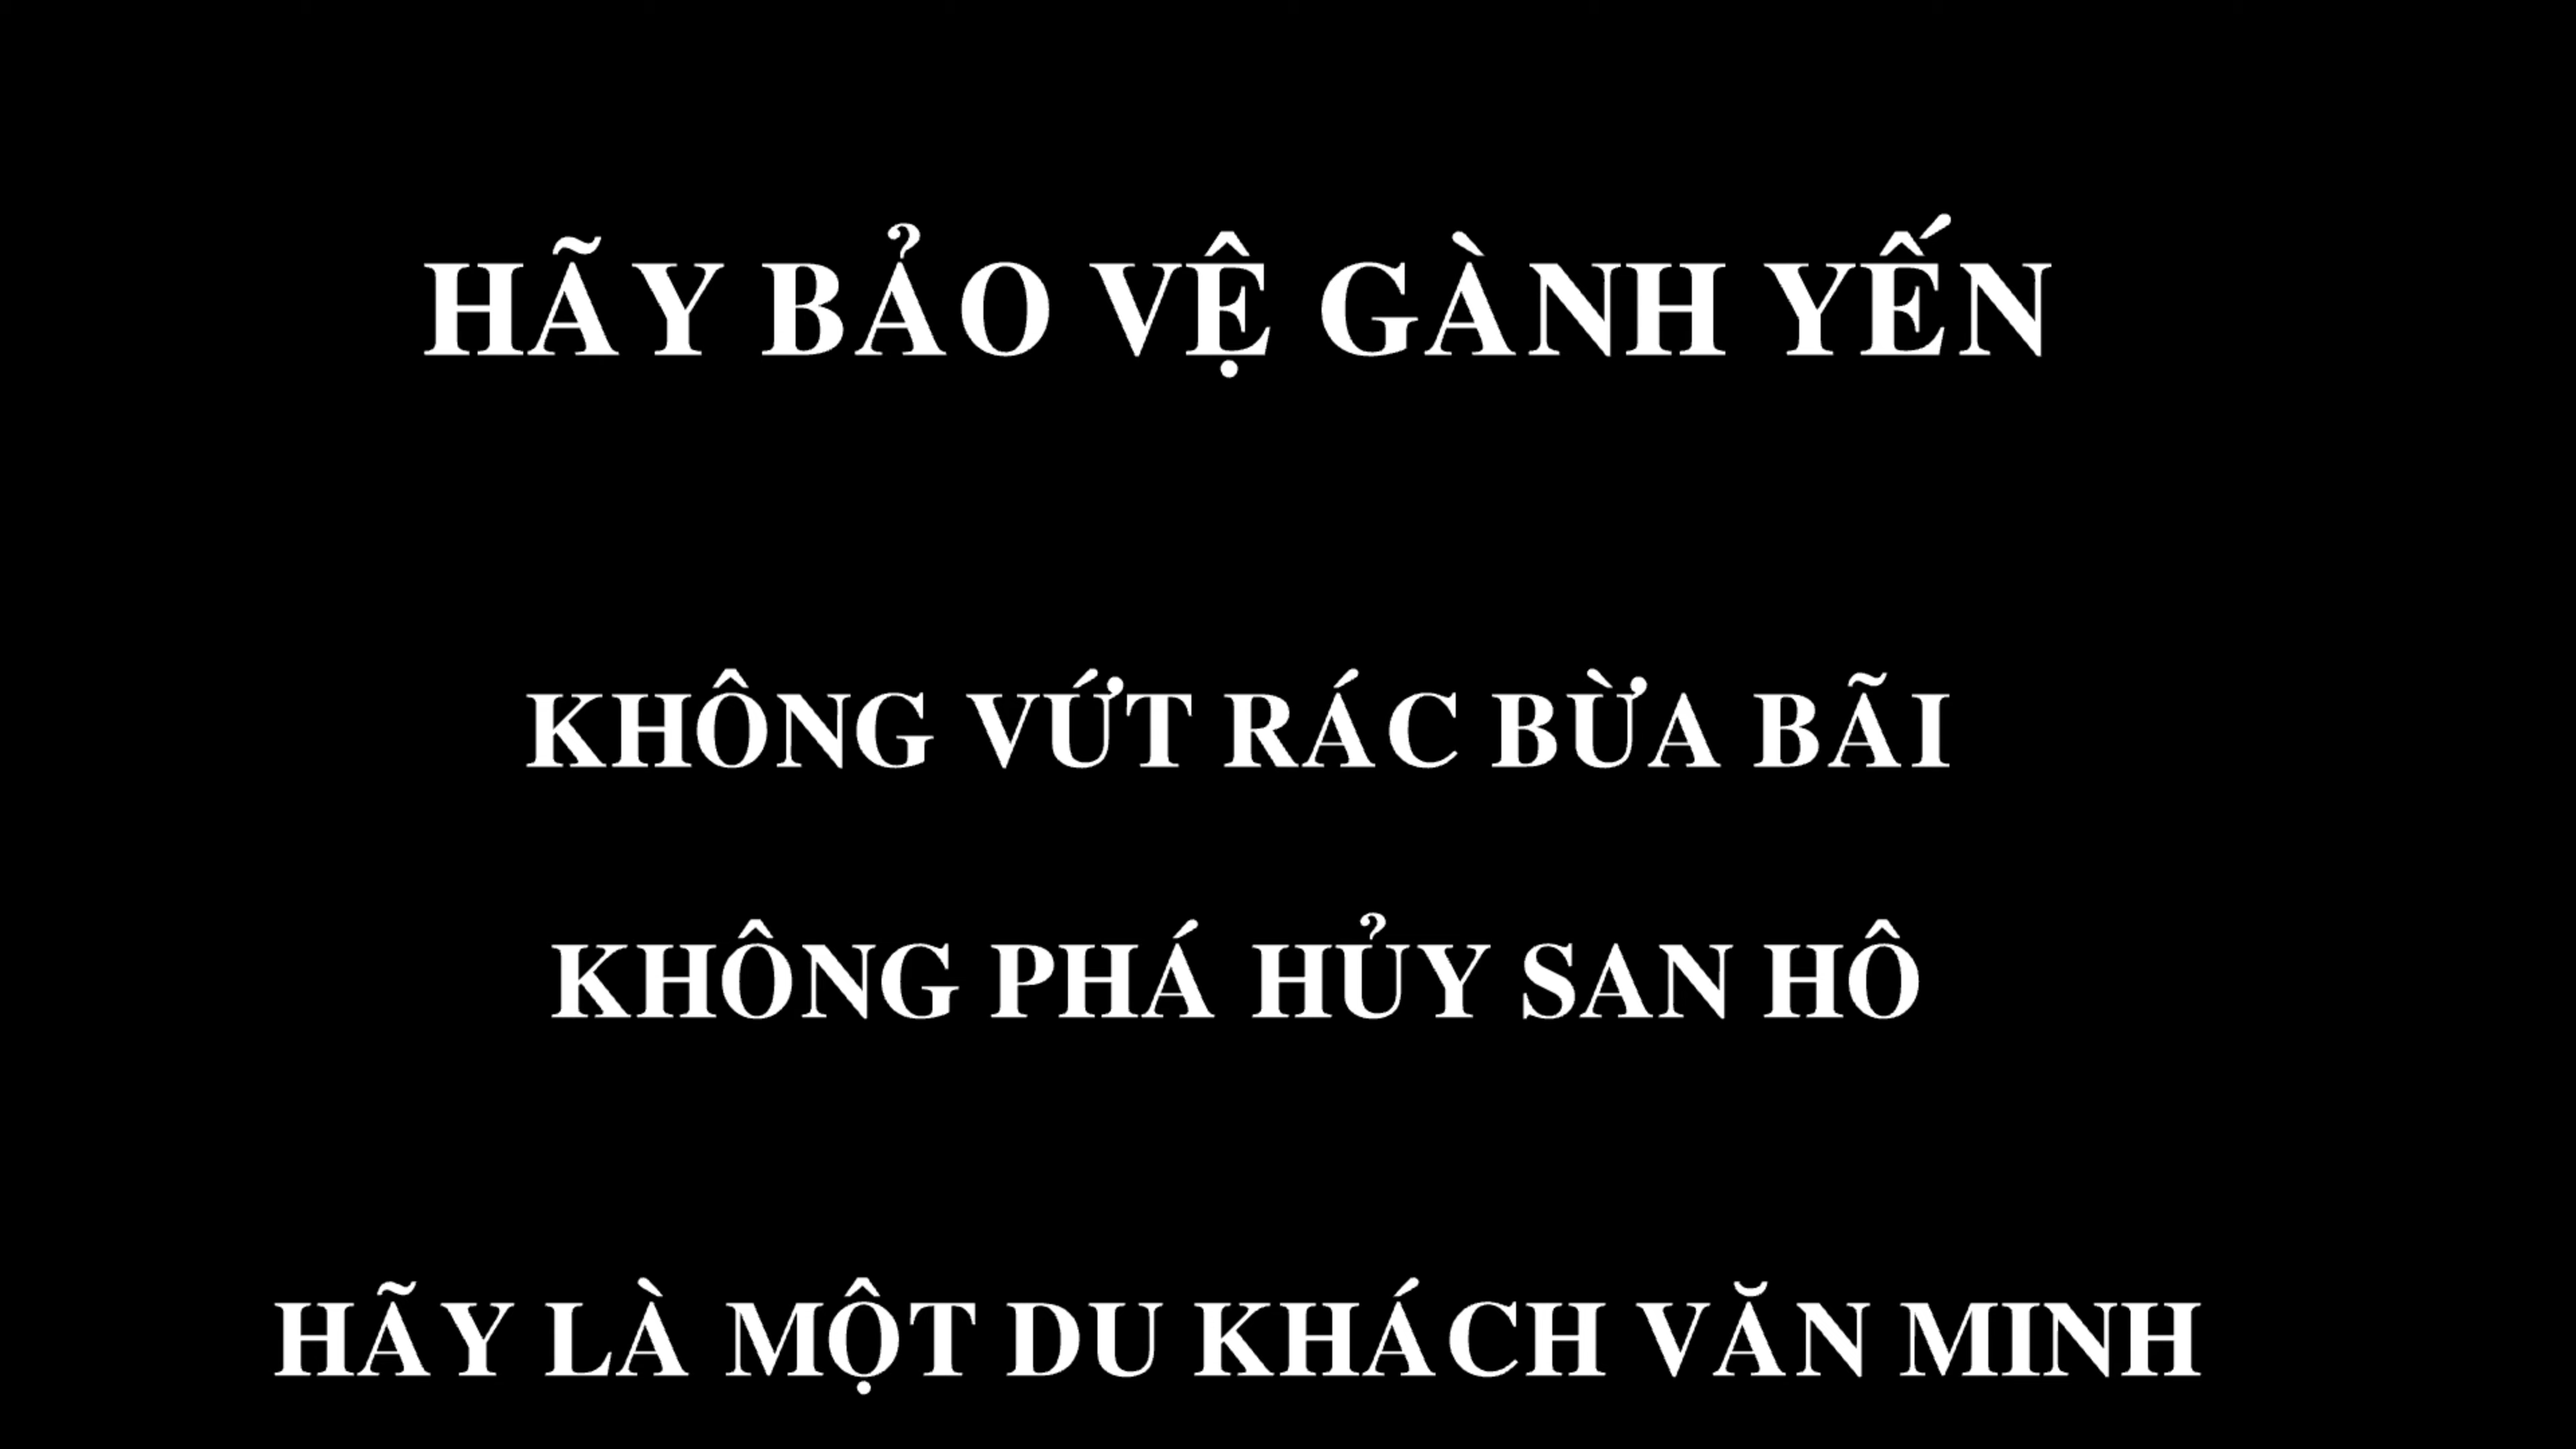 HÃY BẢO VỆ GÀNH YẾN
KHÔNG VỨT RÁC BỪA BÃI
KHÔNG PHÁ HỦY SAN HÔ
HÃY LÀ MỘT DU KHÁCH VĂN MINH